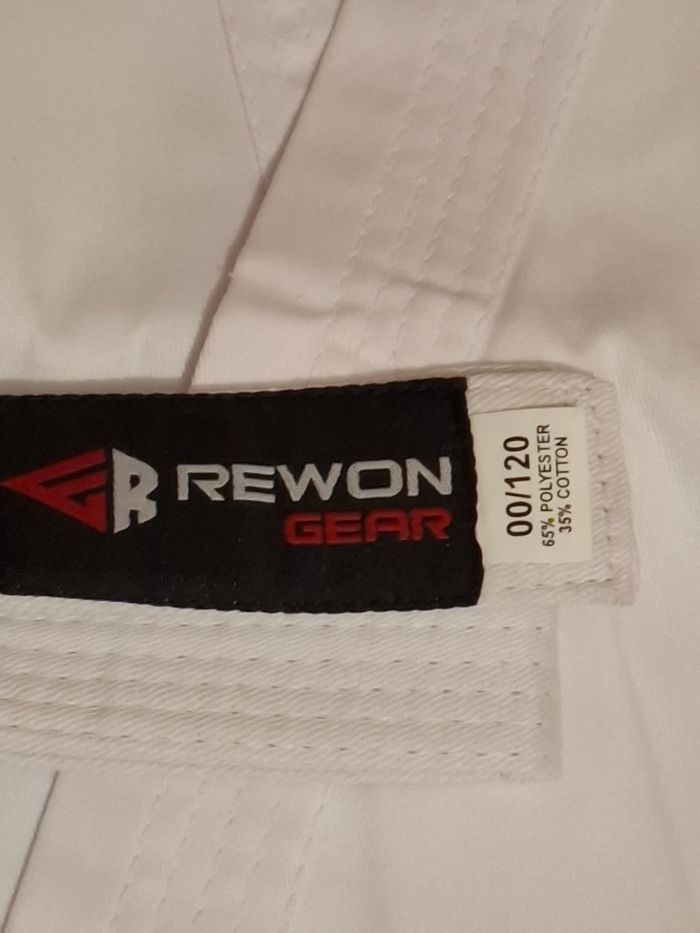 REWON
GEAR
00/120
65% POLYESTER
35% COTTON